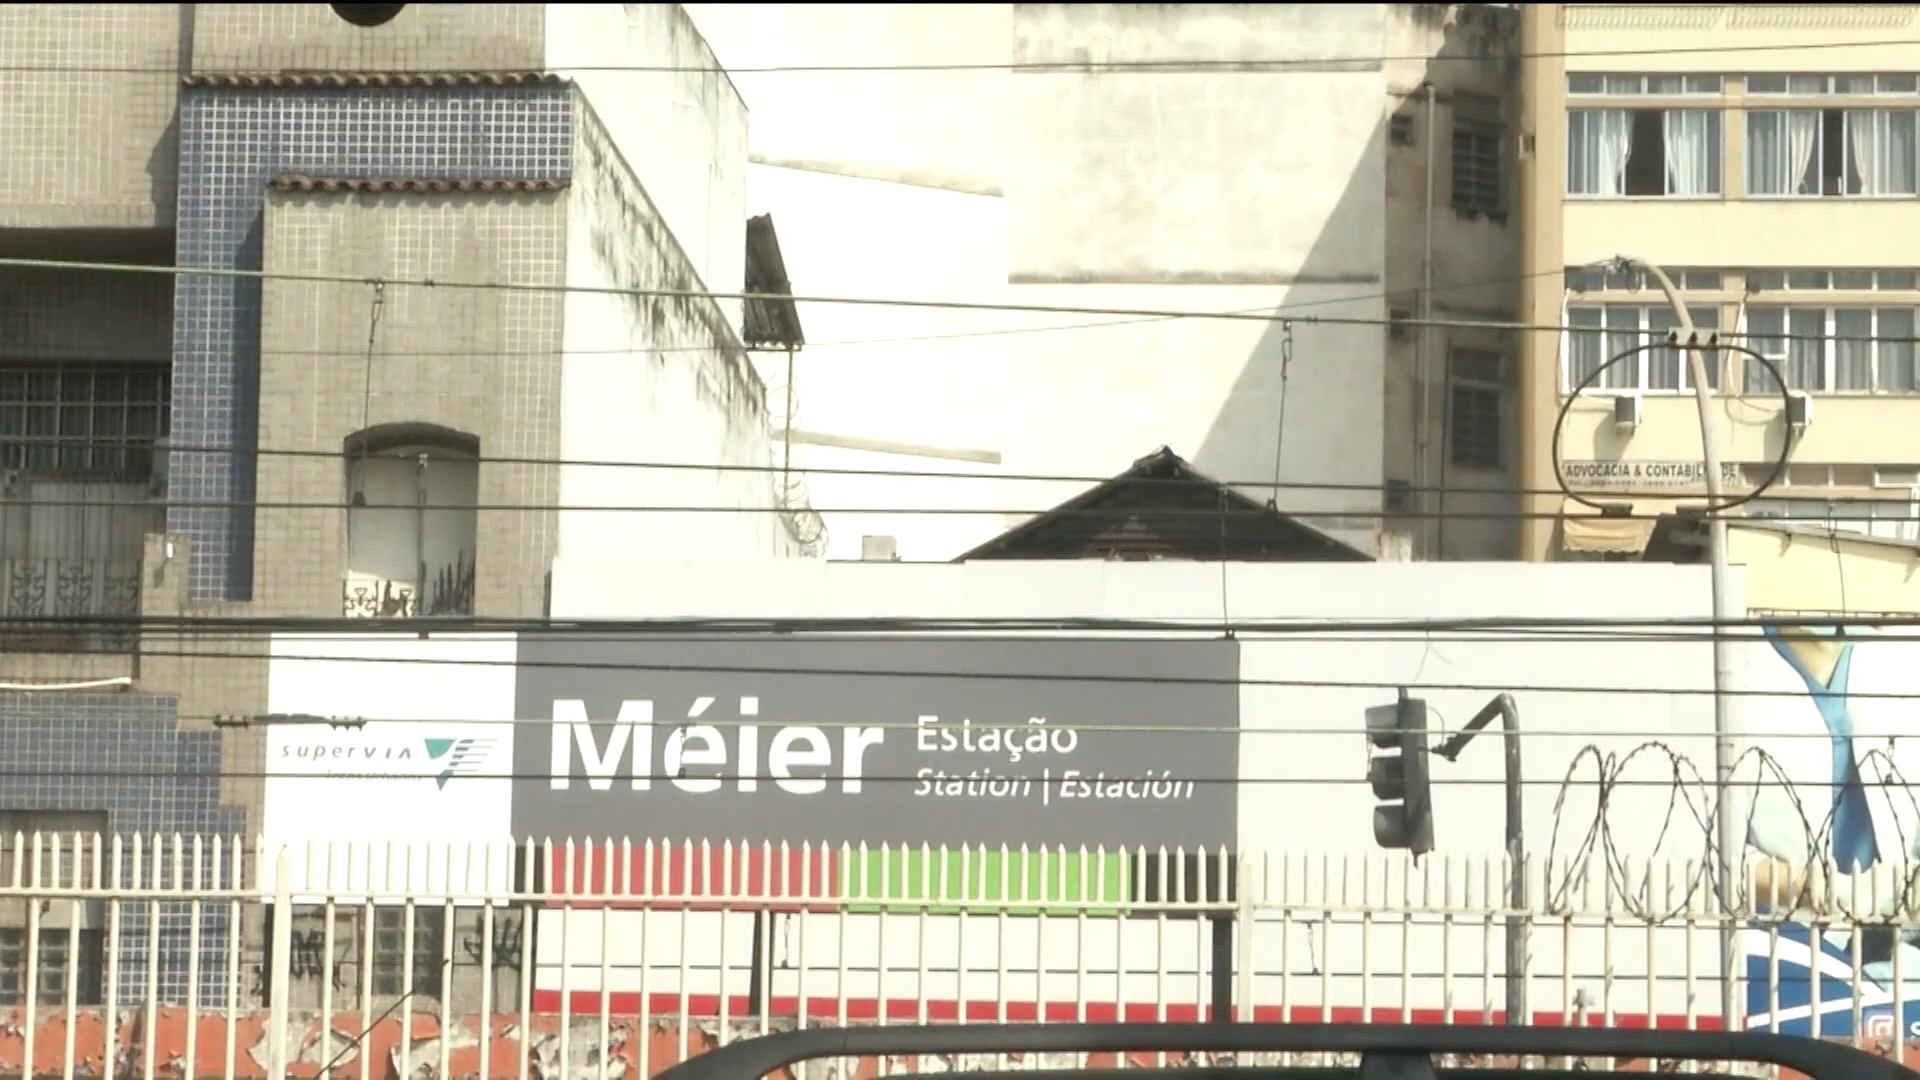 ADVOCACIA & CONTABILIDADE
superVIA
Méier
Estação
Station | Estación